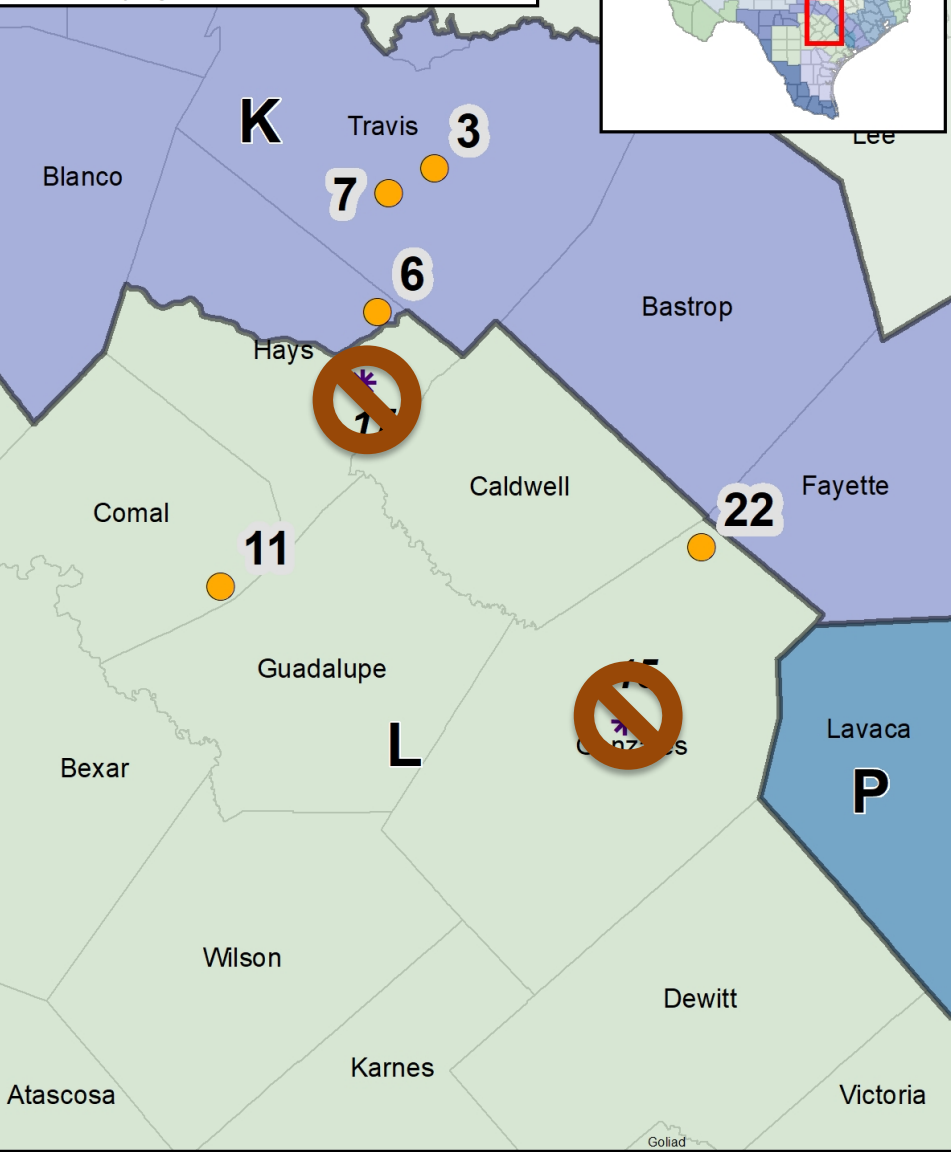 K
Travis
3
Lee
Blanco
7
6
Bastrop
Hays
Caldwell
Fayette
22
Comal
11
Guadalupe
15
L
Lavaca
Bexar
P
Wilson
Dewitt
Karnes
Atascosa
Victoria
Goliad